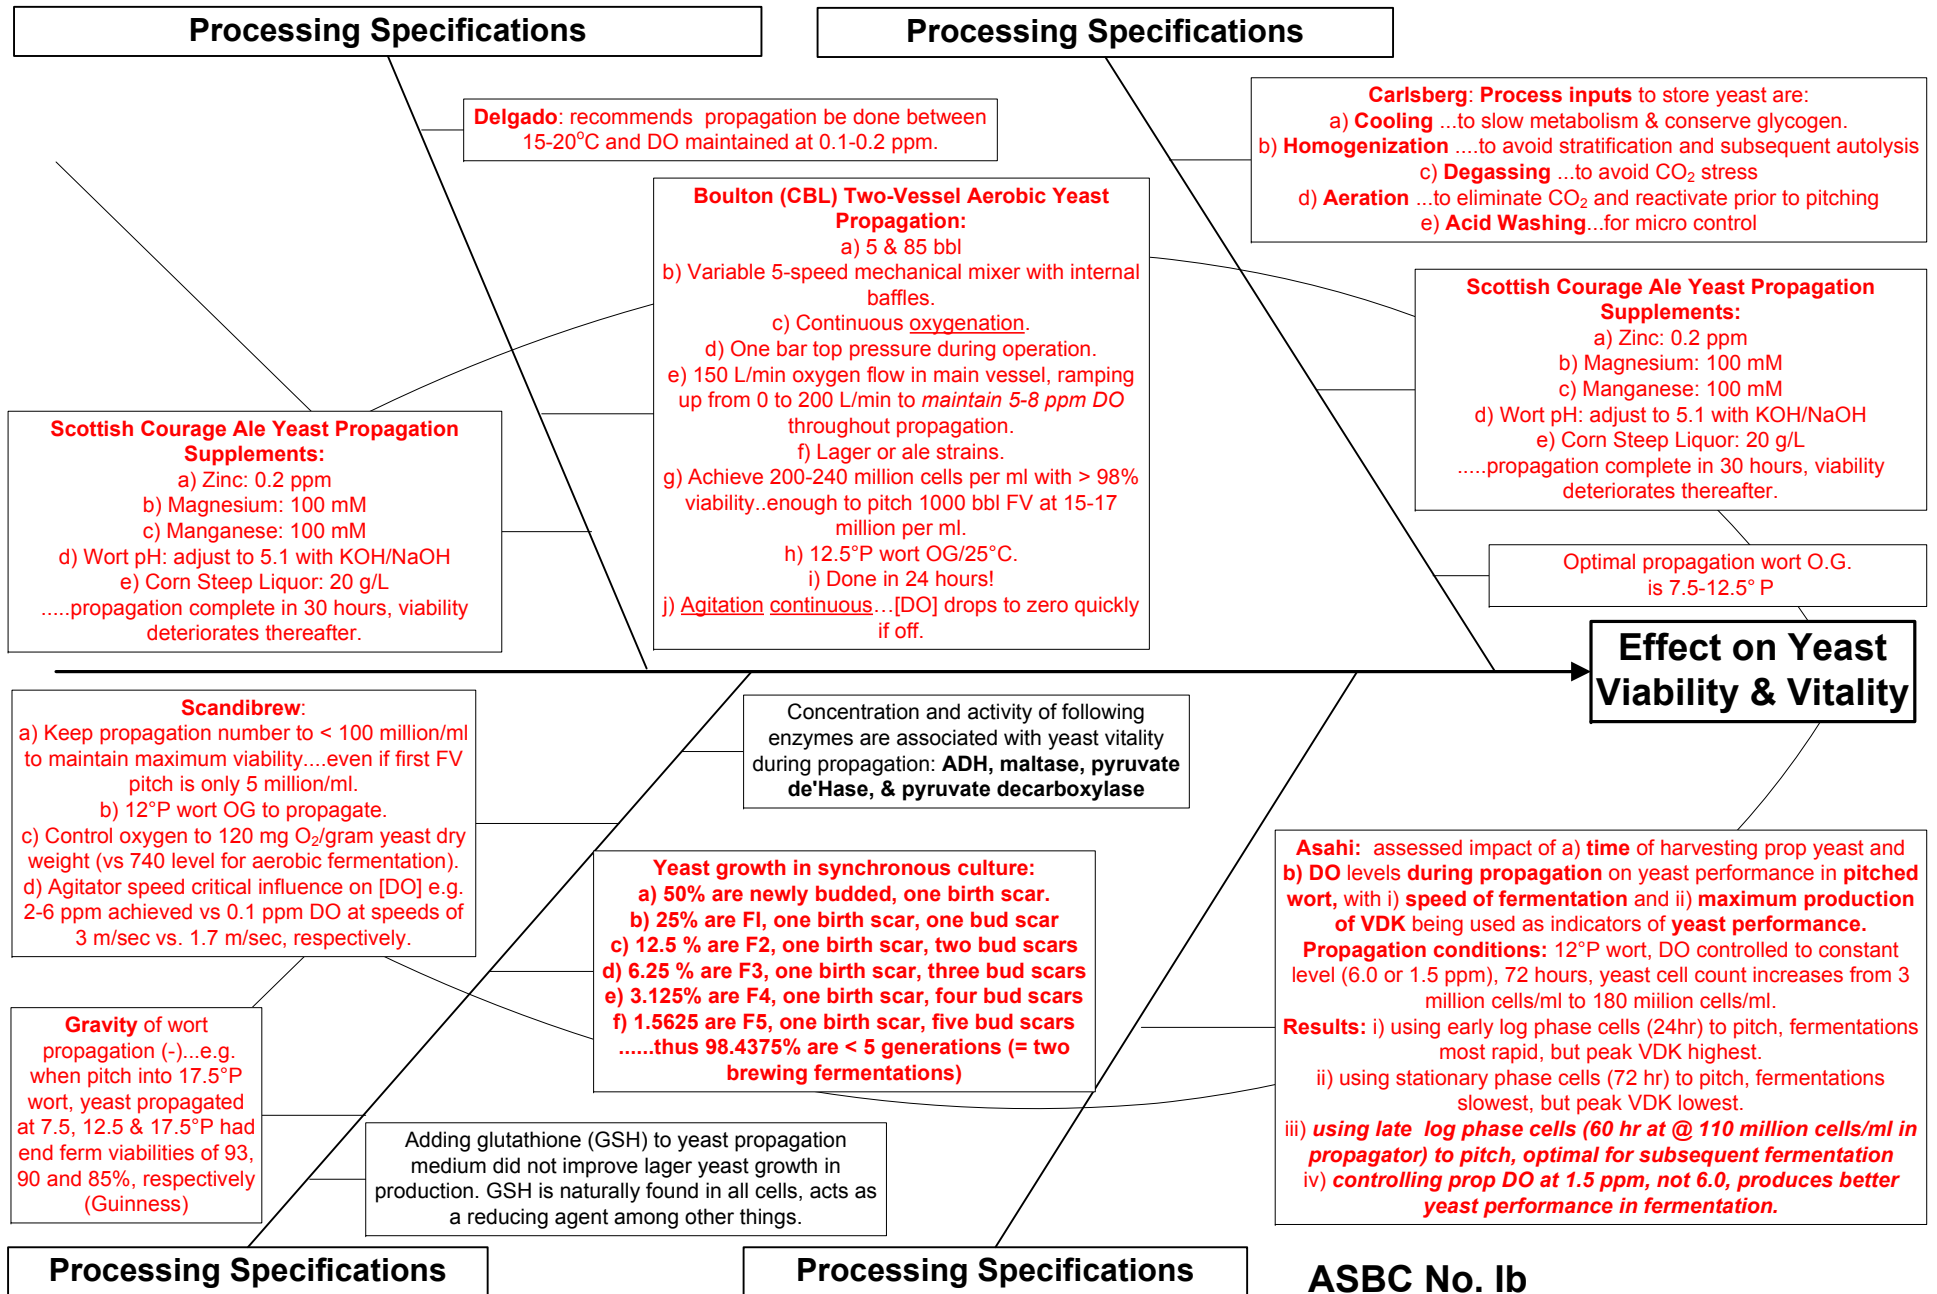 Processing Specifications
Processing Specifications
Delgado: recommends propagation be done between
15-20°C and DO maintained at 0.1-0.2 ppm.
Carlsberg: Process inputs to store yeast are:
a) Cooling ...to slow metabolism & conserve glycogen.
b) Homogenization ....to avoid stratification and subsequent autolysis
c) Degassing ...to avoid CO₂ stress
d) Aeration ...to eliminate CO₂ and reactivate prior to pitching
e) Acid Washing...for micro control
Boulton (CBL) Two-Vessel Aerobic Yeast
Propagation:
a) 5 & 85 bbl
b) Variable 5-speed mechanical mixer with internal
baffles.
c) Continuous oxygenation.
d) One bar top pressure during operation.
e) 150 L/min oxygen flow in main vessel, ramping
up from 0 to 200 L/min to maintain 5-8 ppm DO
throughout propagation.
f) Lager or ale strains.
g) Achieve 200-240 million cells per ml with > 98%
viability..enough to pitch 1000 bbl FV at 15-17
million per ml.
h) 12.5°P wort OG/25°C.
i) Done in 24 hours!
j) Agitation continuous…[DO] drops to zero quickly
if off.
Scottish Courage Ale Yeast Propagation
Supplements:
a) Zinc: 0.2 ppm
b) Magnesium: 100 mM
c) Manganese: 100 mM
d) Wort pH: adjust to 5.1 with KOH/NaOH
e) Corn Steep Liquor: 20 g/L
.....propagation complete in 30 hours, viability
deteriorates thereafter.
Scottish Courage Ale Yeast Propagation
Supplements:
a) Zinc: 0.2 ppm
b) Magnesium: 100 mM
c) Manganese: 100 mM
d) Wort pH: adjust to 5.1 with KOH/NaOH
e) Corn Steep Liquor: 20 g/L
.....propagation complete in 30 hours, viability
deteriorates thereafter.
Optimal propagation wort O.G.
is 7.5-12.5° P
Effect on Yeast
Viability & Vitality
Scandibrew:
a) Keep propagation number to < 100 million/ml
to maintain maximum viability....even if first FV
pitch is only 5 million/ml.
b) 12°P wort OG to propagate.
c) Control oxygen to 120 mg O₂/gram yeast dry
weight (vs 740 level for aerobic fermentation).
d) Agitator speed critical influence on [DO] e.g.
2-6 ppm achieved vs 0.1 ppm DO at speeds of
3 m/sec vs. 1.7 m/sec, respectively.
Concentration and activity of following
enzymes are associated with yeast vitality
during propagation: ADH, maltase, pyruvate
de'Hase, & pyruvate decarboxylase
Yeast growth in synchronous culture:
a) 50% are newly budded, one birth scar.
b) 25% are FI, one birth scar, one bud scar
c) 12.5 % are F2, one birth scar, two bud scars
d) 6.25 % are F3, one birth scar, three bud scars
e) 3.125% are F4, one birth scar, four bud scars
f) 1.5625 are F5, one birth scar, five bud scars
......thus 98.4375% are < 5 generations (= two
brewing fermentations)
Asahi: assessed impact of a) time of harvesting prop yeast and
b) DO levels during propagation on yeast performance in pitched
wort, with i) speed of fermentation and ii) maximum production
of VDK being used as indicators of yeast performance.
Propagation conditions: 12°P wort, DO controlled to constant
level (6.0 or 1.5 ppm), 72 hours, yeast cell count increases from 3
million cells/ml to 180 miilion cells/ml.
Results: i) using early log phase cells (24hr) to pitch, fermentations
most rapid, but peak VDK highest.
ii) using stationary phase cells (72 hr) to pitch, fermentations
slowest, but peak VDK lowest.
iii) using late log phase cells (60 hr at @ 110 million cells/ml in
propagator) to pitch, optimal for subsequent fermentation
iv) controlling prop DO at 1.5 ppm, not 6.0, produces better
yeast performance in fermentation.
Gravity of wort
propagation (-)...e.g.
when pitch into 17.5°P
wort, yeast propagated
at 7.5, 12.5 & 17.5°P had
end ferm viabilities of 93,
90 and 85%, respectively
(Guinness)
Adding glutathione (GSH) to yeast propagation
medium did not improve lager yeast growth in
production. GSH is naturally found in all cells, acts as
a reducing agent among other things.
Processing Specifications
Processing Specifications
ASBC No. Ib